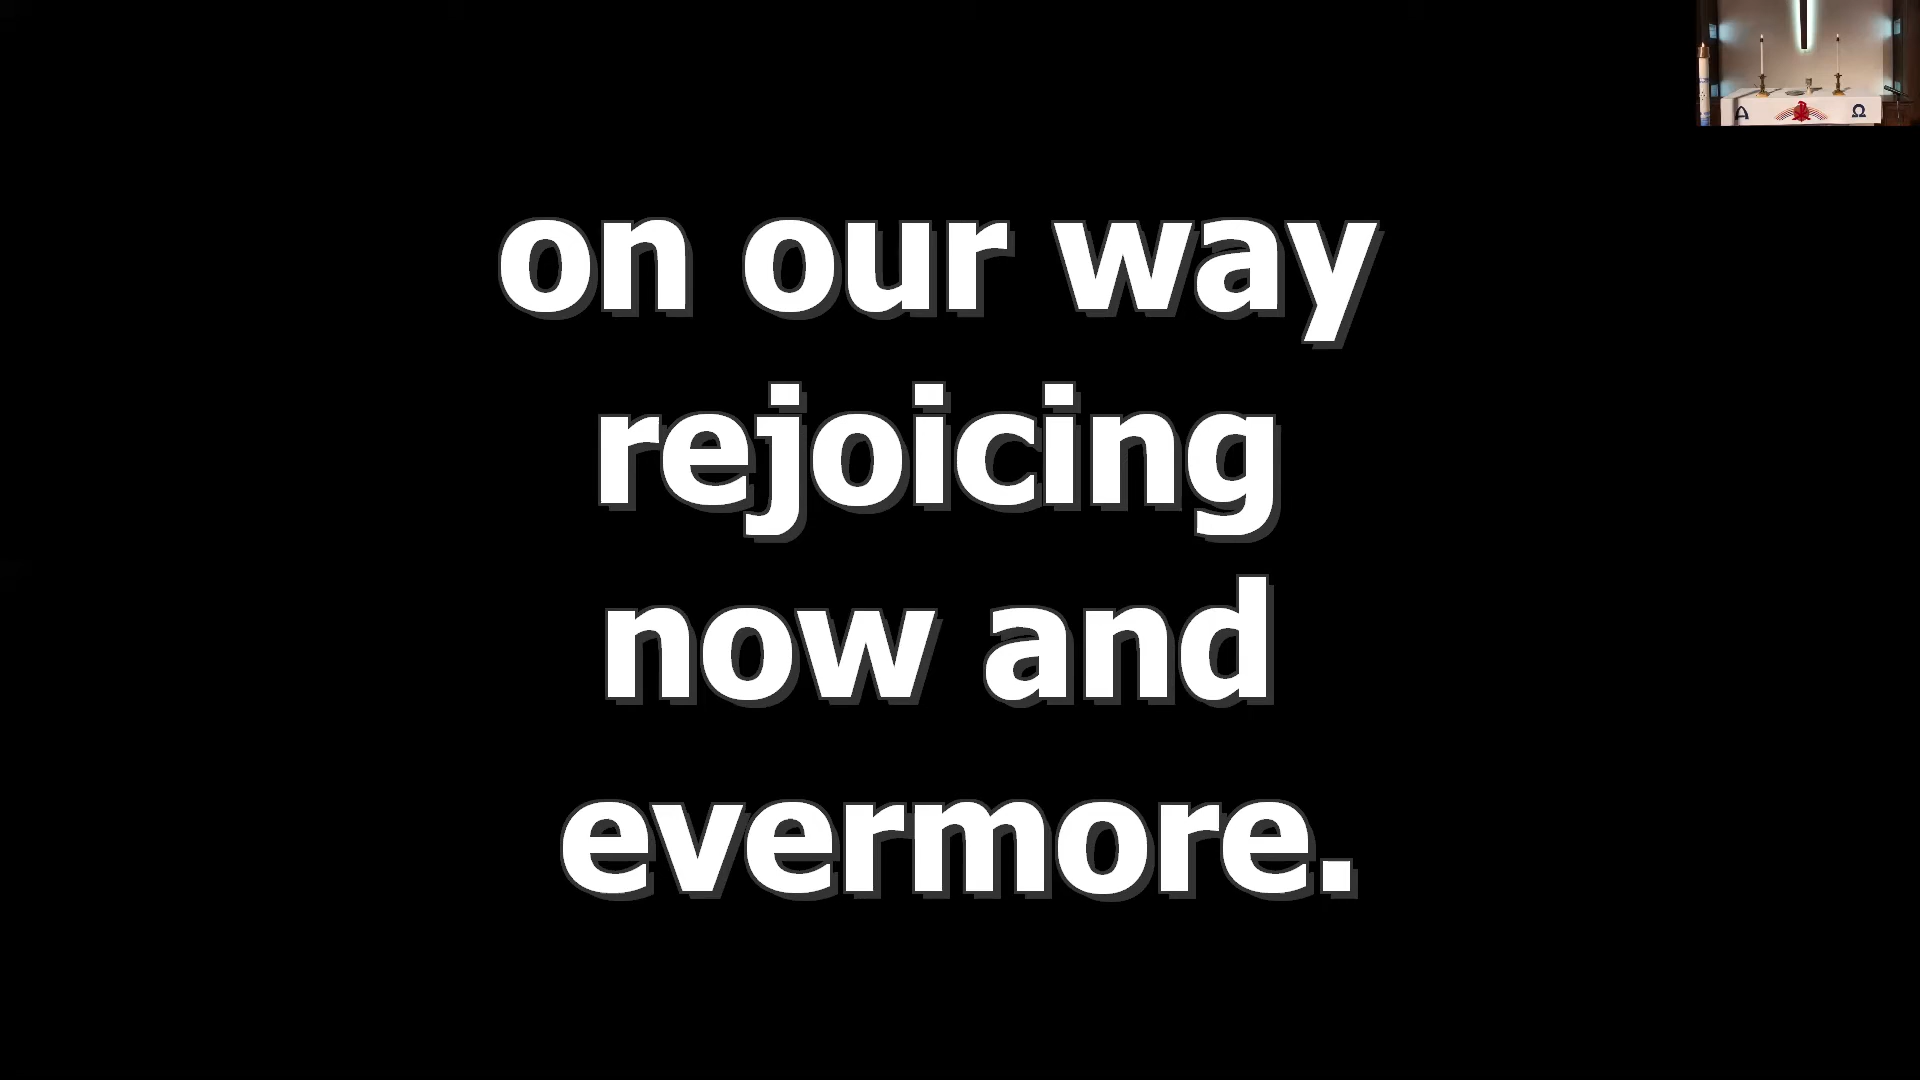 on our way
rejoicing
now and
evermore.
Α Ω